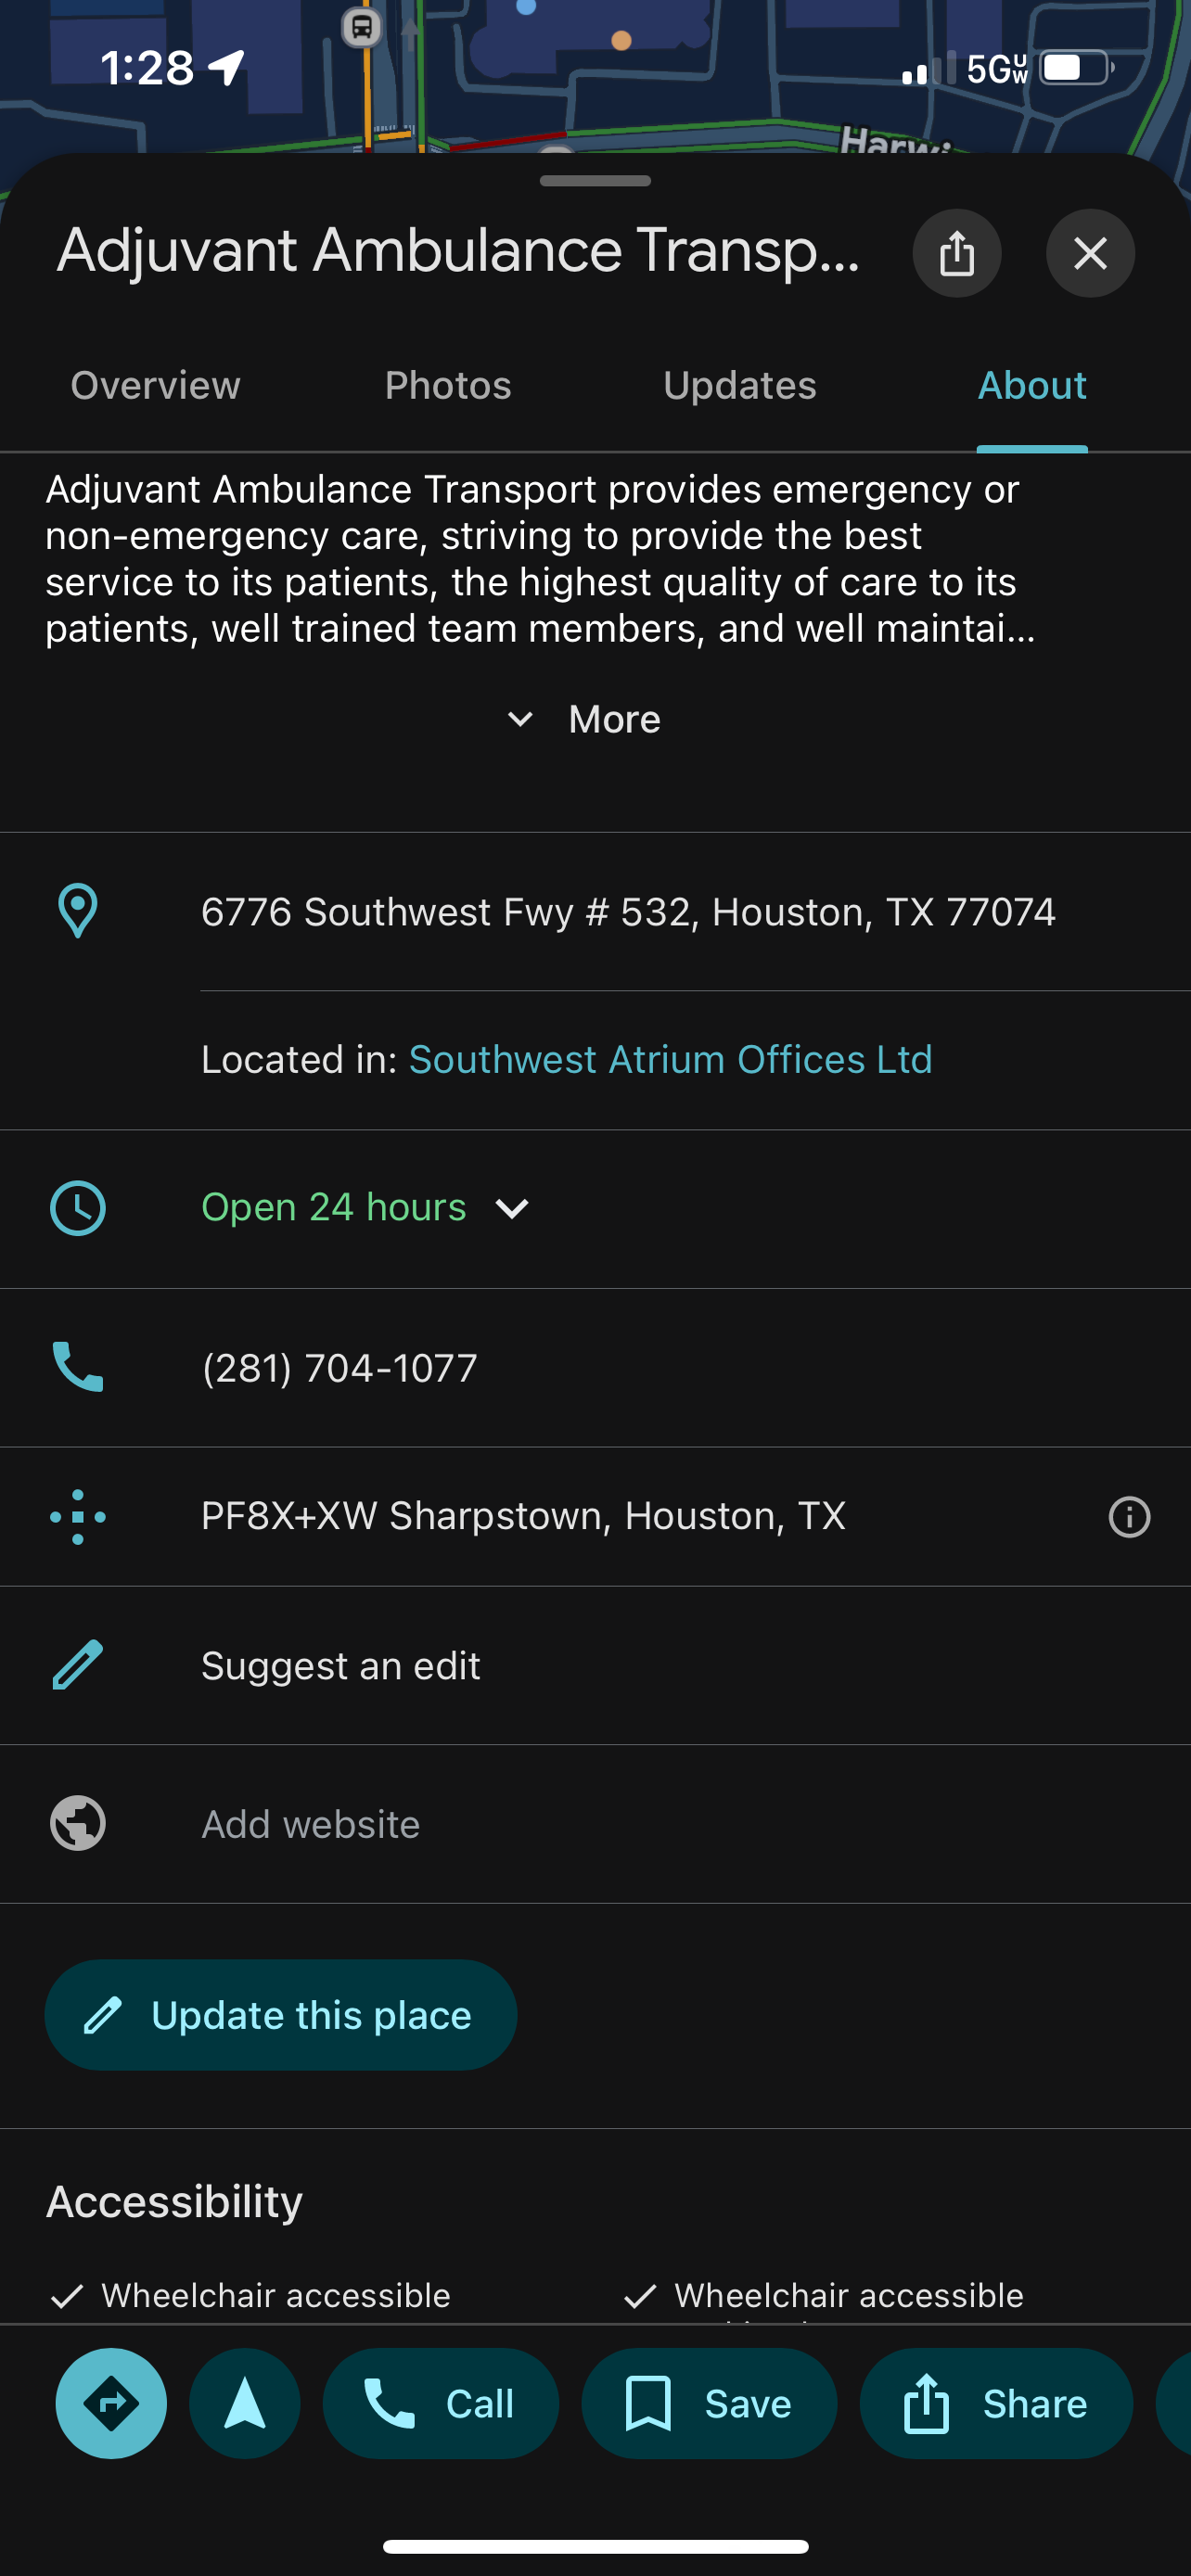 1:28
5G UW
Harwi
Adjuvant Ambulance Transp...
Overview Photos Updates About
Adjuvant Ambulance Transport provides emergency or
non-emergency care, striving to provide the best
service to its patients, the highest quality of care to its
patients, well trained team members, and well maintai...
More
6776 Southwest Fwy # 532, Houston, TX 77074
Located in: Southwest Atrium Offices Ltd
Open 24 hours
(281) 704-1077
PF8X+XW Sharpstown, Houston, TX
Suggest an edit
Add website
Update this place
Accessibility
Wheelchair accessible Wheelchair accessible
Call Save Share